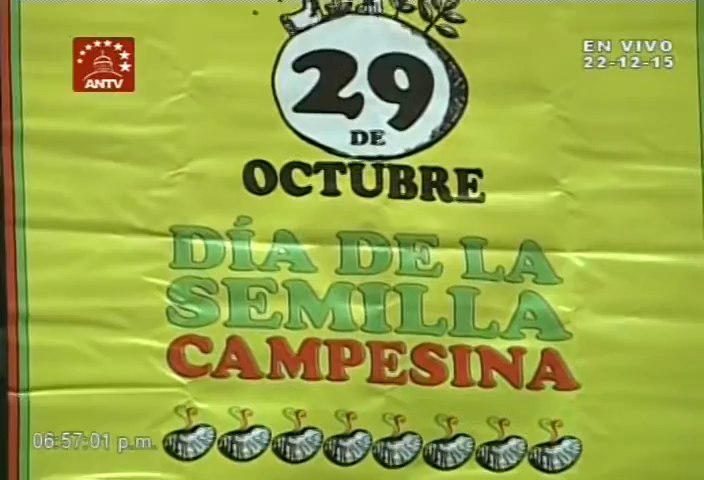 ANTV
EN VIVO
22-12-15
29
DE
OCTUBRE
DÍA DE LA
SEMILLA
CAMPESINA
06:57:01 p.m.